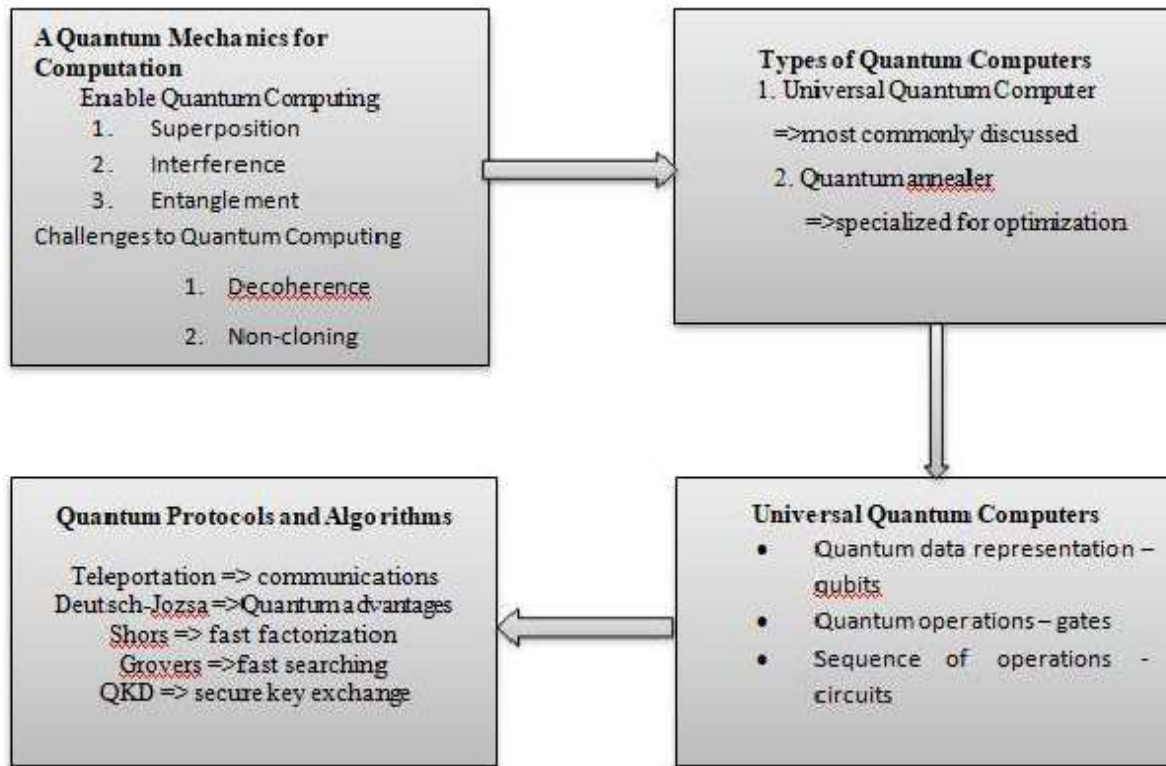 A Quantum Mechanics for
Computation
Enable Quantum Computing
1. Superposition
2. Interference
3. Entanglement
Challenges to Quantum Computing
1. Decoherence
2. Non-cloning
Types of Quantum Computers
1. Universal Quantum Computer
=>most commonly discussed
2. Quantum annealer
=>specialized for optimization
Universal Quantum Computers
• Quantum data representation –
qubits
• Quantum operations – gates
• Sequence of operations -
circuits
Quantum Protocols and Algorithms
Teleportation => communications
Deutsch-Jozsa =>Quantum advantages
Shors => fast factorization
Grovers =>fast searching
QKD => secure key exchange